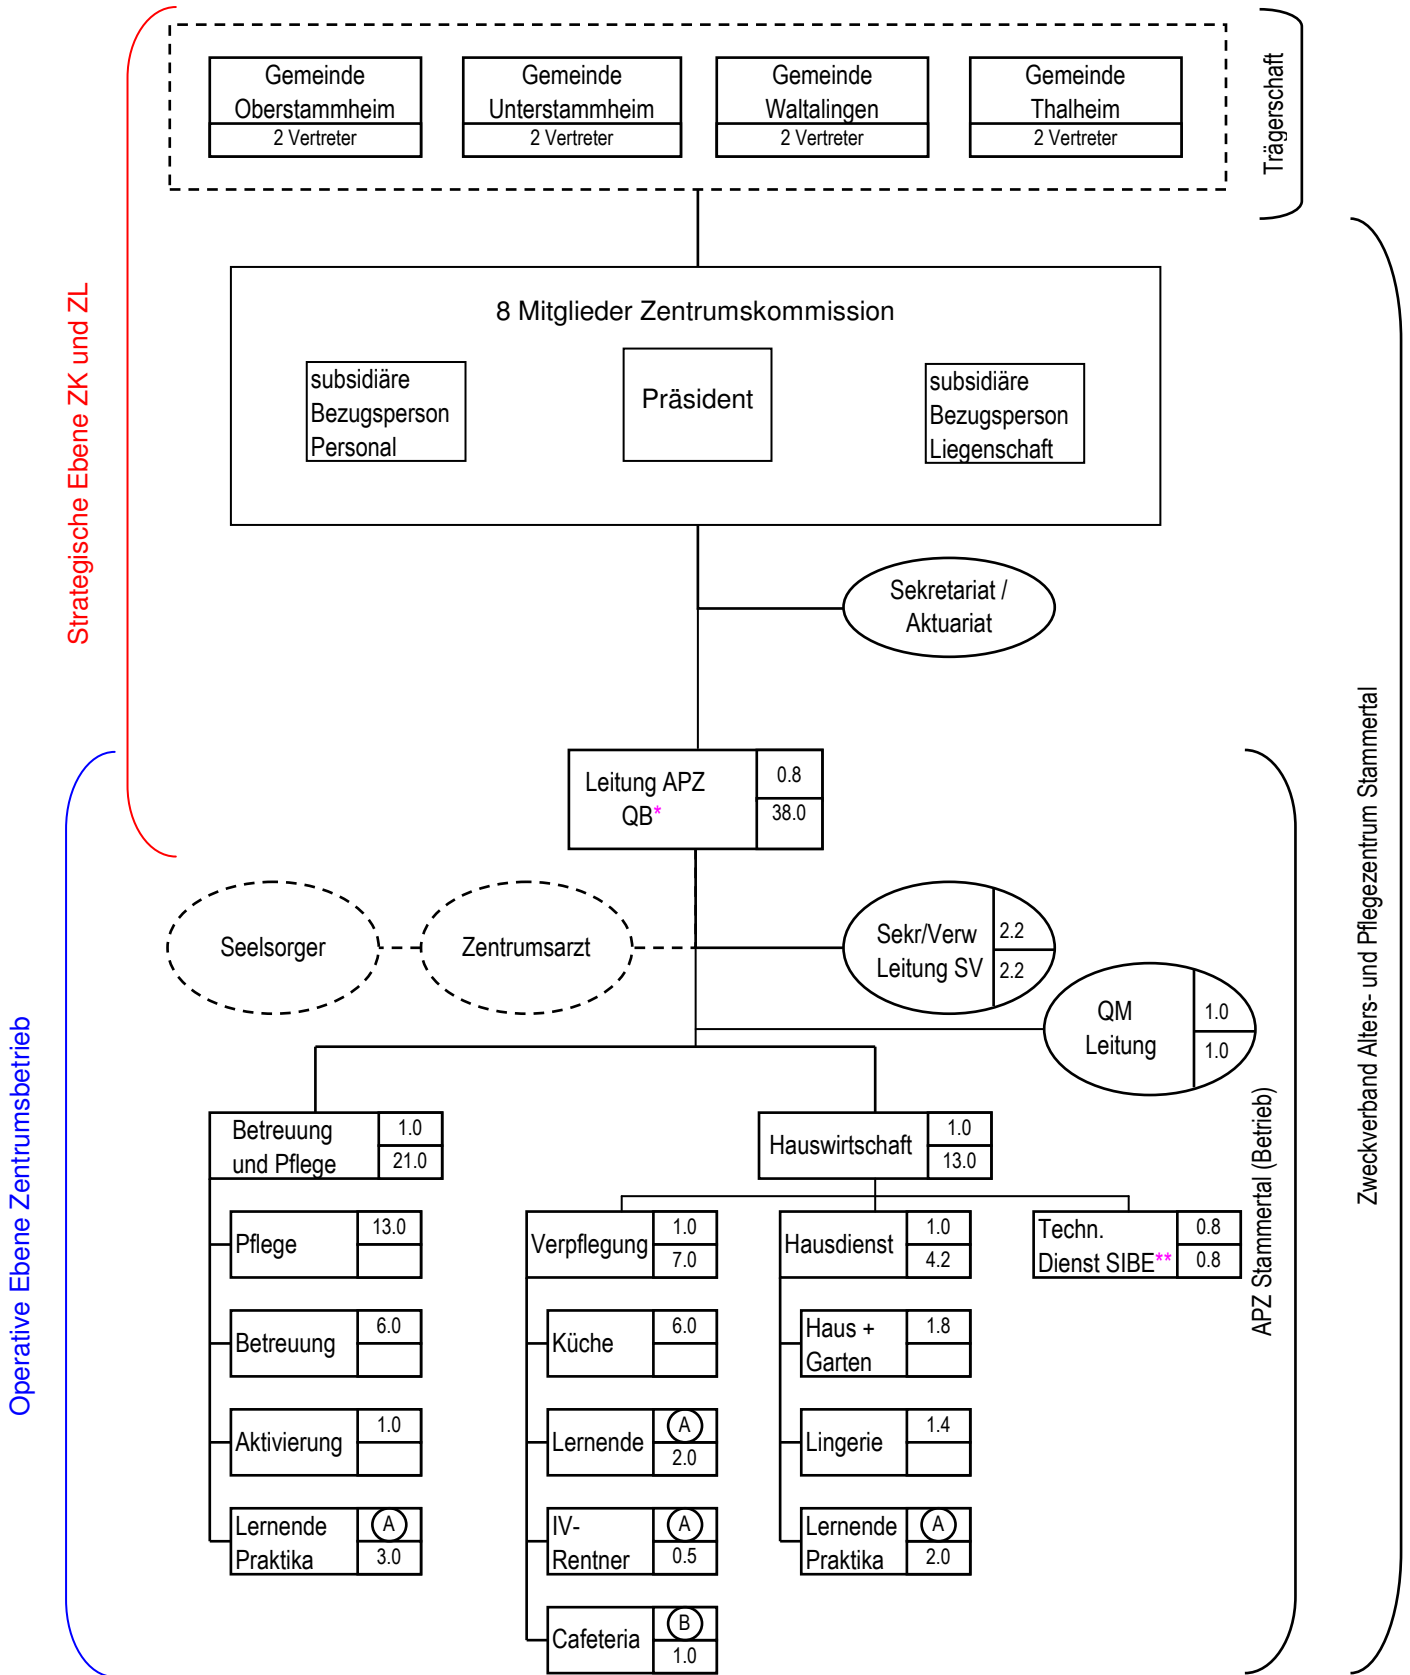 Gemeinde
Oberstammheim
2 Vertreter
Gemeinde
Unterstammheim
2 Vertreter
Gemeinde
Waltalingen
2 Vertreter
Gemeinde
Thalheim
2 Vertreter
Trägerschaft
Strategische Ebene ZK und ZL
8 Mitglieder Zentrumskommission
subsidiäre
Bezugsperson
Personal
Präsident
subsidiäre
Bezugsperson
Liegenschaft
Sekretariat /
Aktuariat
Zweckverband Alters- und Pflegezentrum Stammertal
Leitung APZ
QB*
0.8
38.0
Operative Ebene Zentrumsbetrieb
APZ Stammertal (Betrieb)
Seelsorger
Zentrumsarzt
Sekr/Verw
Leitung SV
2.2
2.2
QM
Leitung
1.0
1.0
Betreuung
und Pflege
1.0
21.0
Hauswirtschaft
1.0
13.0
Pflege
13.0
Betreuung
6.0
Aktivierung
1.0
Lernende
Praktika
A
3.0
Verpflegung
1.0
7.0
Küche
6.0
Lernende
A
2.0
IV-
Rentner
A
0.5
Cafeteria
B
1.0
Hausdienst
1.0
4.2
Haus +
Garten
1.8
Lingerie
1.4
Lernende
Praktika
A
2.0
Techn.
Dienst SIBE**
0.8
0.8